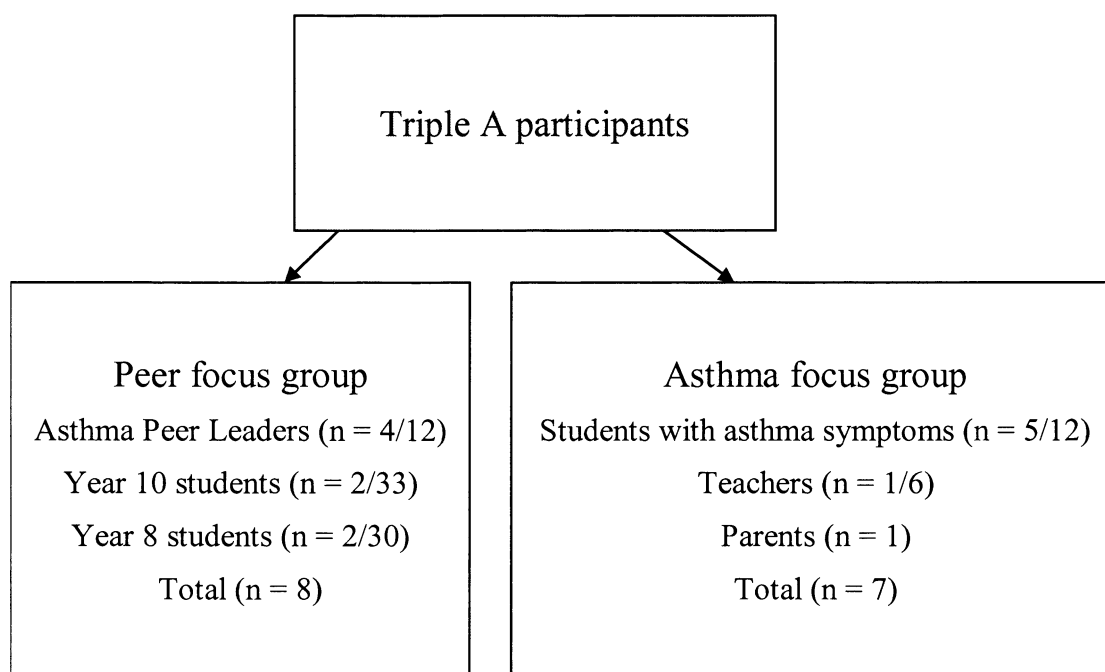 Triple A participants
Peer focus group
Asthma Peer Leaders (n = 4/12)
Year 10 students (n = 2/33)
Year 8 students (n = 2/30)
Total (n = 8)
Asthma focus group
Students with asthma symptoms (n = 5/12)
Teachers (n = 1/6)
Parents (n = 1)
Total (n = 7)